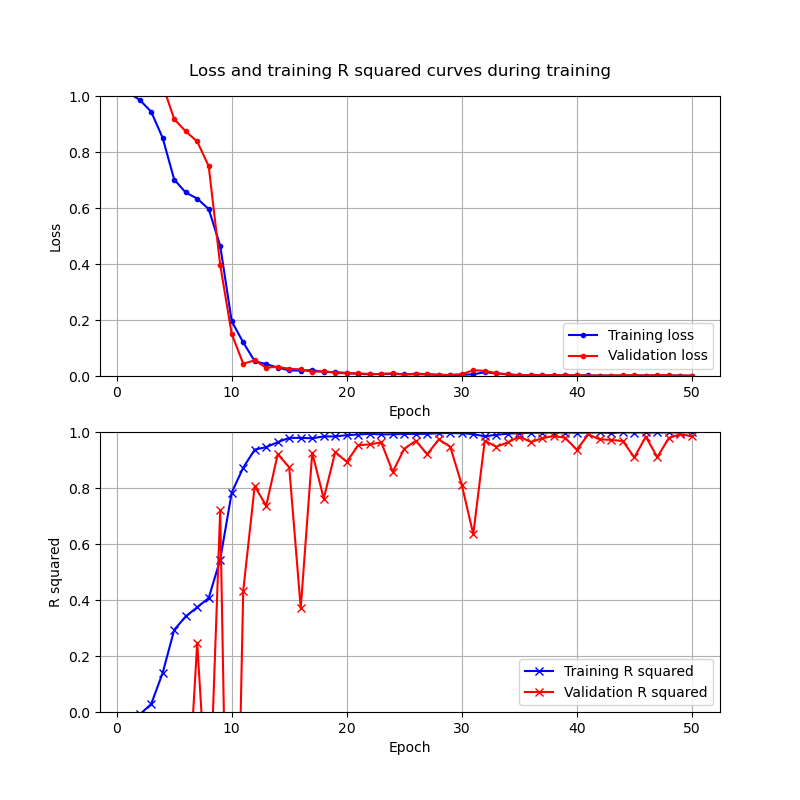 Loss and training R squared curves during training
1.0
0.8
0.6
0.4
0.2
0.0
Loss
0 10 20 30 40 50
Epoch
Training loss
Validation loss
1.0
0.8
0.6
0.4
0.2
0.0
R squared
0 10 20 30 40 50
Epoch
Training R squared
Validation R squared